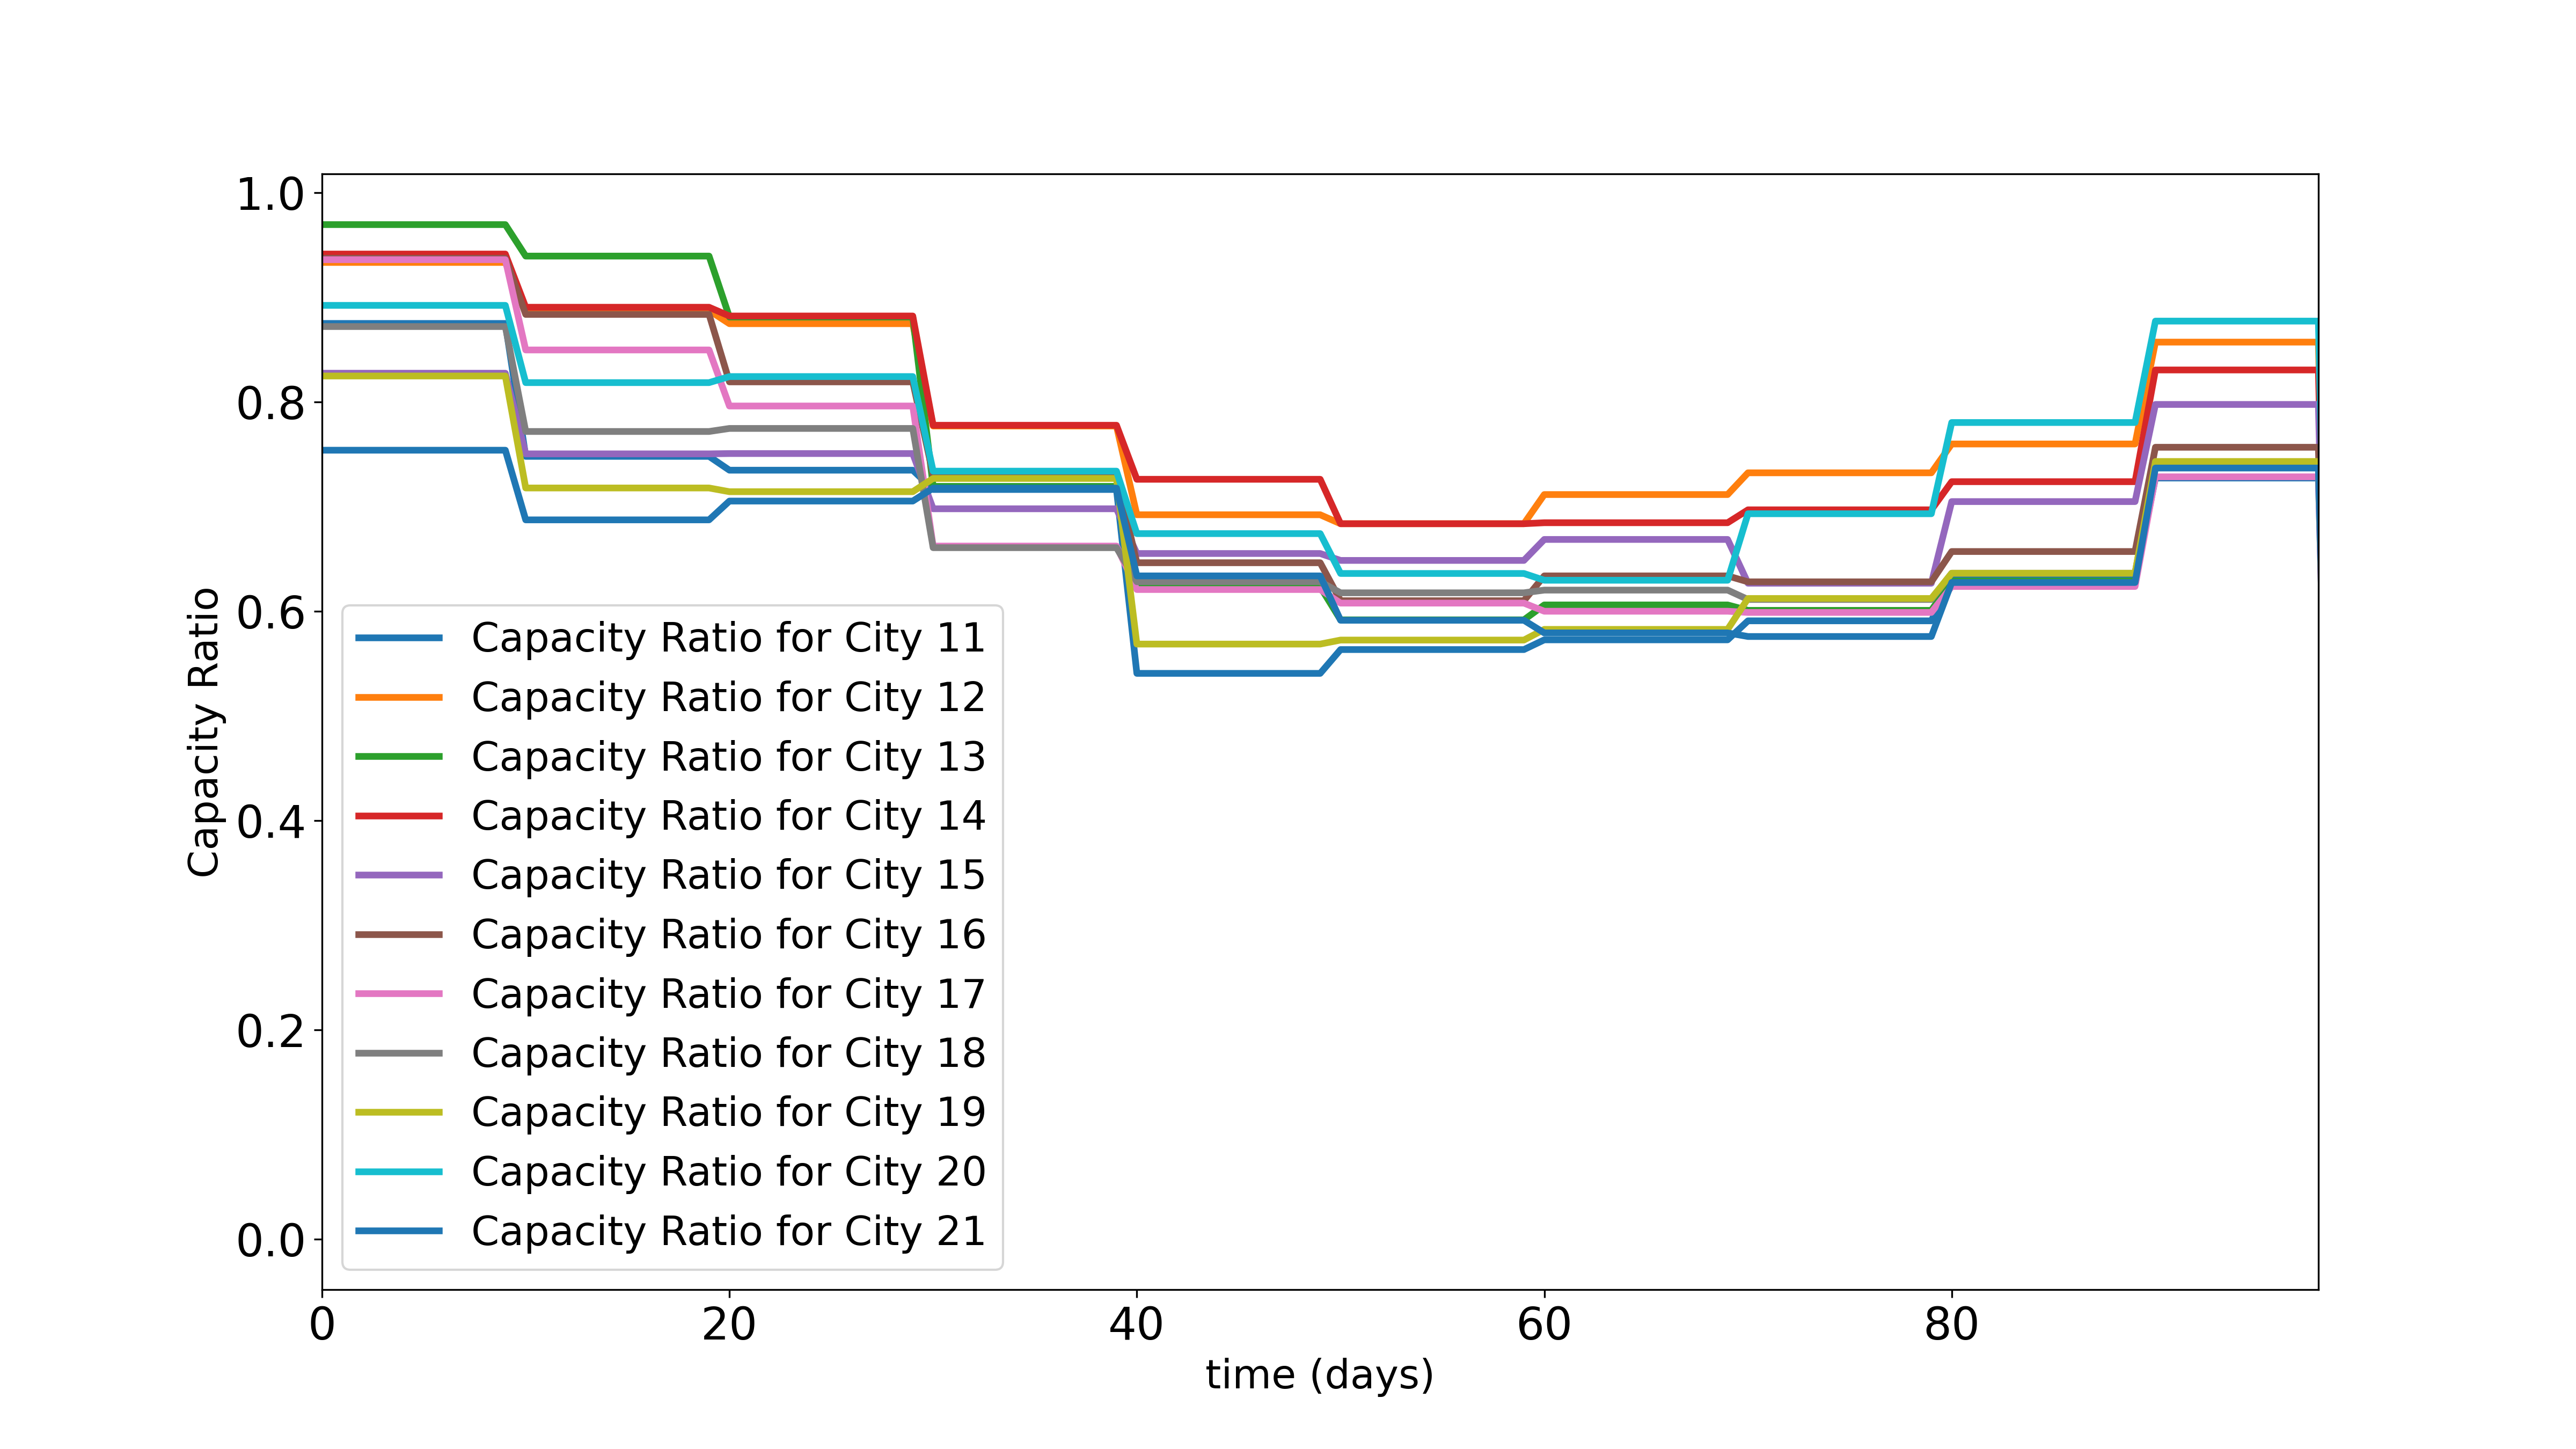 1.0
0.8
0.6
0.4
0.2
0.0
Capacity Ratio
Capacity Ratio for City 11
Capacity Ratio for City 12
Capacity Ratio for City 13
Capacity Ratio for City 14
Capacity Ratio for City 15
Capacity Ratio for City 16
Capacity Ratio for City 17
Capacity Ratio for City 18
Capacity Ratio for City 19
Capacity Ratio for City 20
Capacity Ratio for City 21
0 20 40 60 80
time (days)